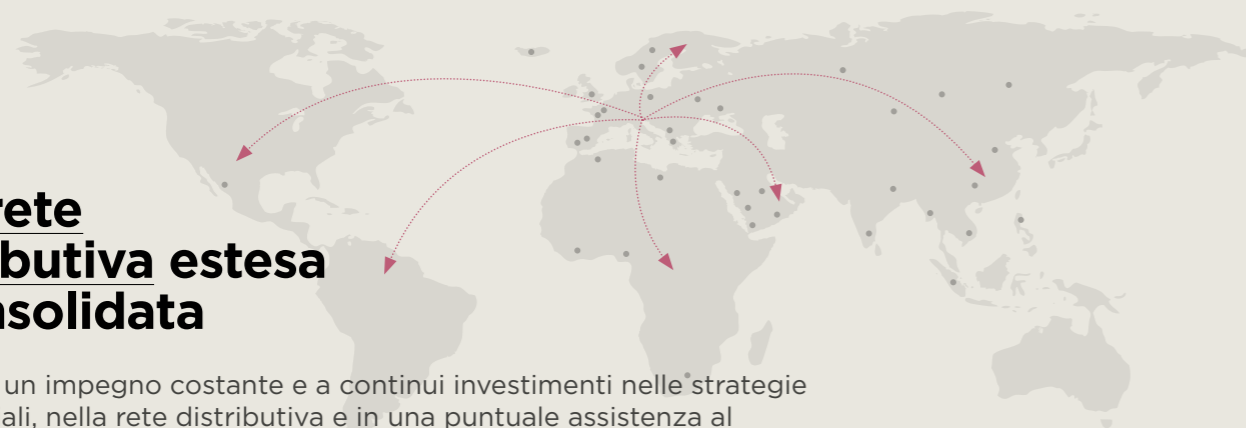 rete
butiva estesa
nsolidata
un impegno costante e a continui investimenti nelle strategie
ali, nella rete distributiva e in una puntuale assistenza al